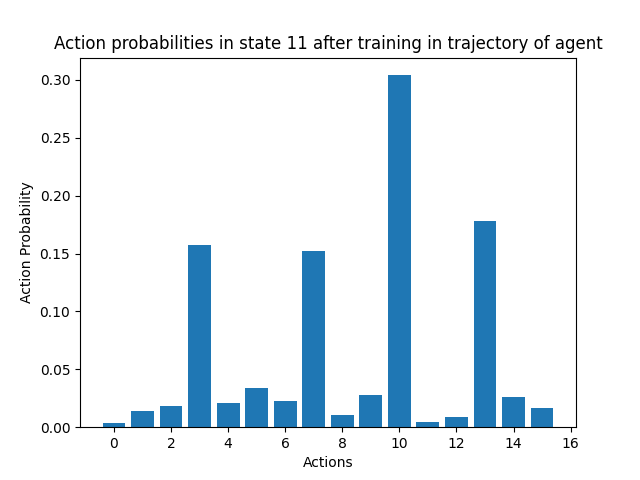 Action probabilities in state 11 after training in trajectory of agent
0.30
0.25
0.20
0.15
0.10
0.05
0.00
Action Probability
0 2 4 6 8 10 12 14 16
Actions